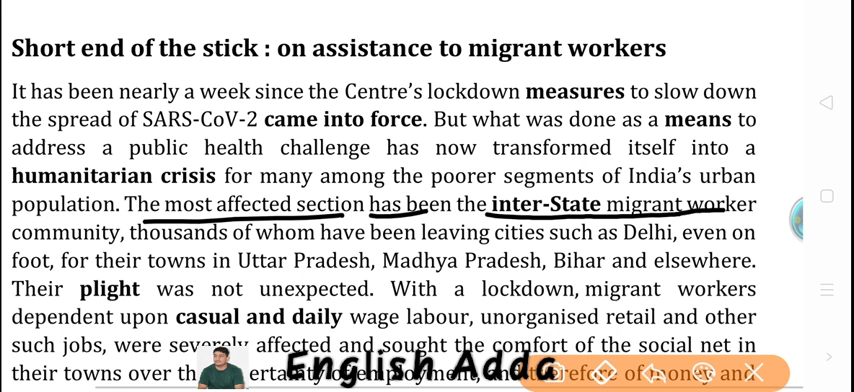 Short end of the stick : on assistance to migrant workers
It has been nearly a week since the Centre's lockdown measures to slow down
the spread of SARS-CoV-2 came into force. But what was done as a means to
address a public health challenge has now transformed itself into a
humanitarian crisis for many among the poorer segments of India's urban
population. The most affected section has been the inter-State migrant worker
community, thousands of whom have been leaving cities such as Delhi, even on
foot, for their towns in Uttar Pradesh, Madhya Pradesh, Bihar and elsewhere.
Their plight was not unexpected. With a lockdown, migrant workers
dependent upon casual and daily wage labour, unorganised retail and other
such jobs, were severely affected and sought the comfort of the social net in
their towns over employment, and therefore of money and
English Adda